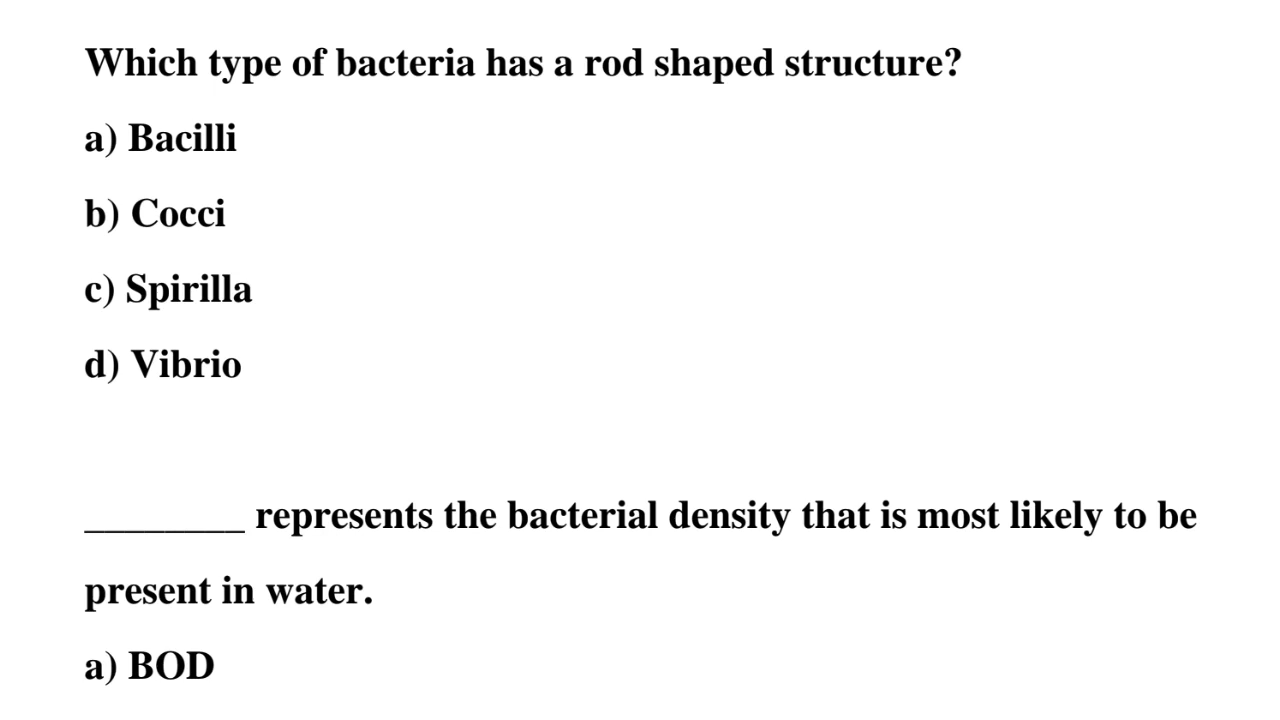 Which type of bacteria has a rod shaped structure?
a) Bacilli
b) Cocci
c) Spirilla
d) Vibrio
________ represents the bacterial density that is most likely to be
present in water.
a) BOD